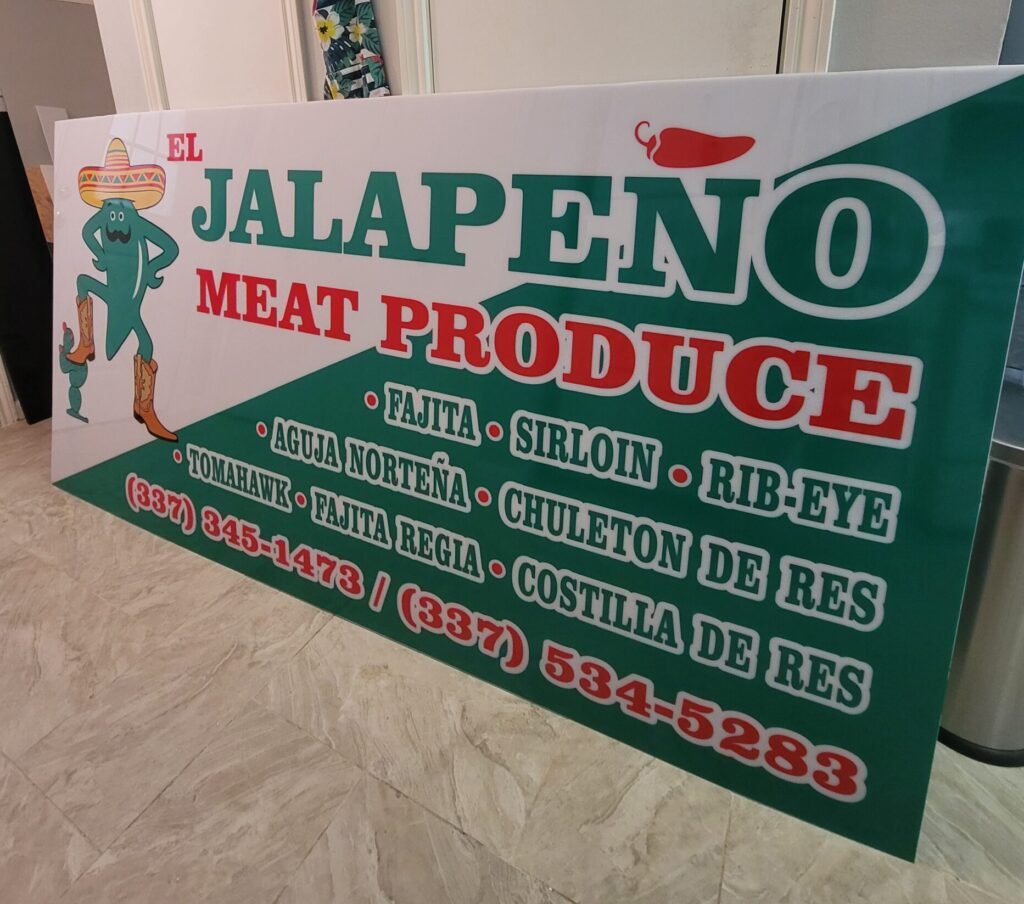 EL
JALAPEÑO
MEAT PRODUCE
• FAJITA • SIRLOIN • RIB-EYE
• AGUJA NORTEÑA • CHULETON DE RES
• TOMAHAWK • FAJITA REGIA • COSTILLA DE RES
(337) 345-1473 / (337) 534-5283